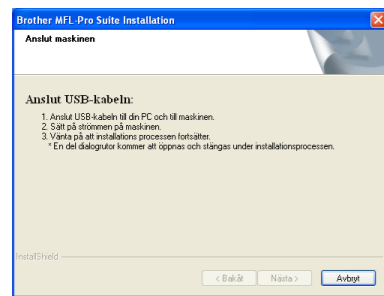 Brother MFL-Pro Suite Installation
Anslut maskinen
Anslut USB-kabeln:
1. Anslut USB-kabeln till din PC och till maskinen.
2. Sätt på strömmen på maskinen.
3. Vänta på att installations processen fortsätter.
* En del dialogrutor kommer att öppnas och stängas under installationsprocessen.
InstallShield
< Bakåt Nästa > Avbryt